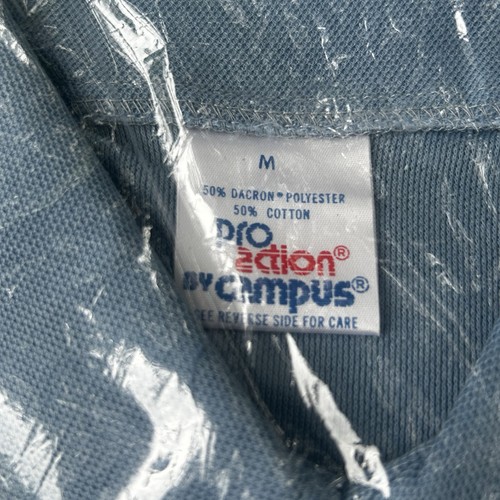 M
50% DACRON® POLYESTER
50% COTTON
pro
action®
BY campus®
SEE REVERSE SIDE FOR CARE